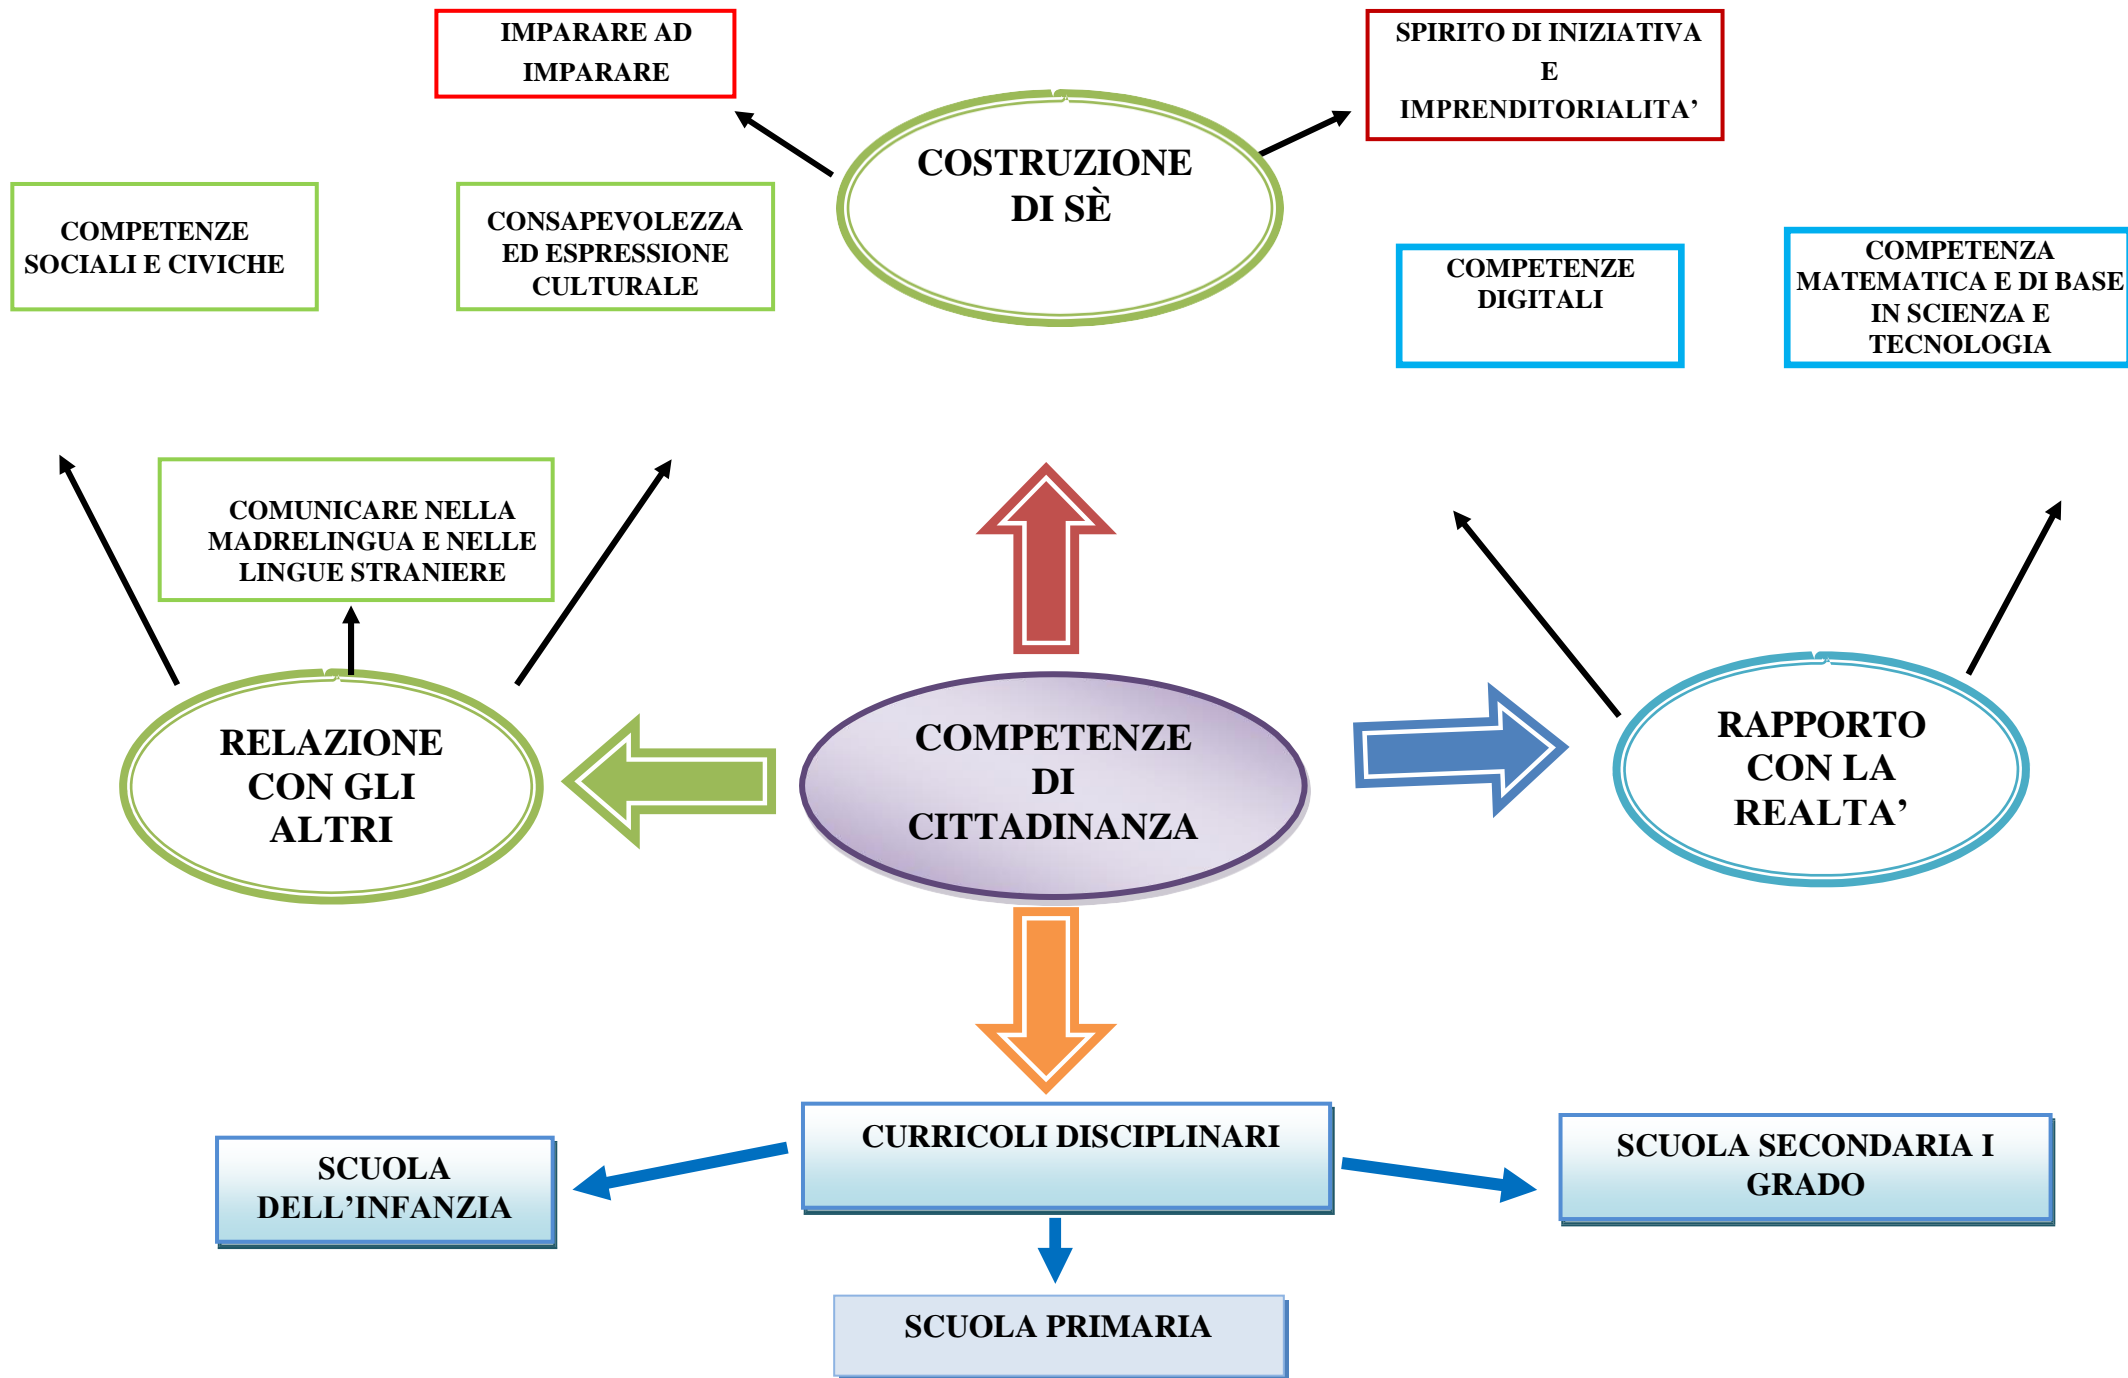 IMPARARE AD
IMPARARE
SPIRITO DI INIZIATIVA
E
IMPRENDITORIALITA’
COSTRUZIONE
DI SÈ
COMPETENZE
SOCIALI E CIVICHE
CONSAPEVOLEZZA
ED ESPRESSIONE
CULTURALE
COMPETENZE
DIGITALI
COMPETENZA
MATEMATICA E DI BASE
IN SCIENZA E
TECNOLOGIA
COMUNICARE NELLA
MADRELINGUA E NELLE
LINGUE STRANIERE
RELAZIONE
CON GLI
ALTRI
COMPETENZE
DI
CITTADINANZA
RAPPORTO
CON LA
REALTA’
CURRICOLI DISCIPLINARI
SCUOLA
DELL’INFANZIA
SCUOLA SECONDARIA I
GRADO
SCUOLA PRIMARIA